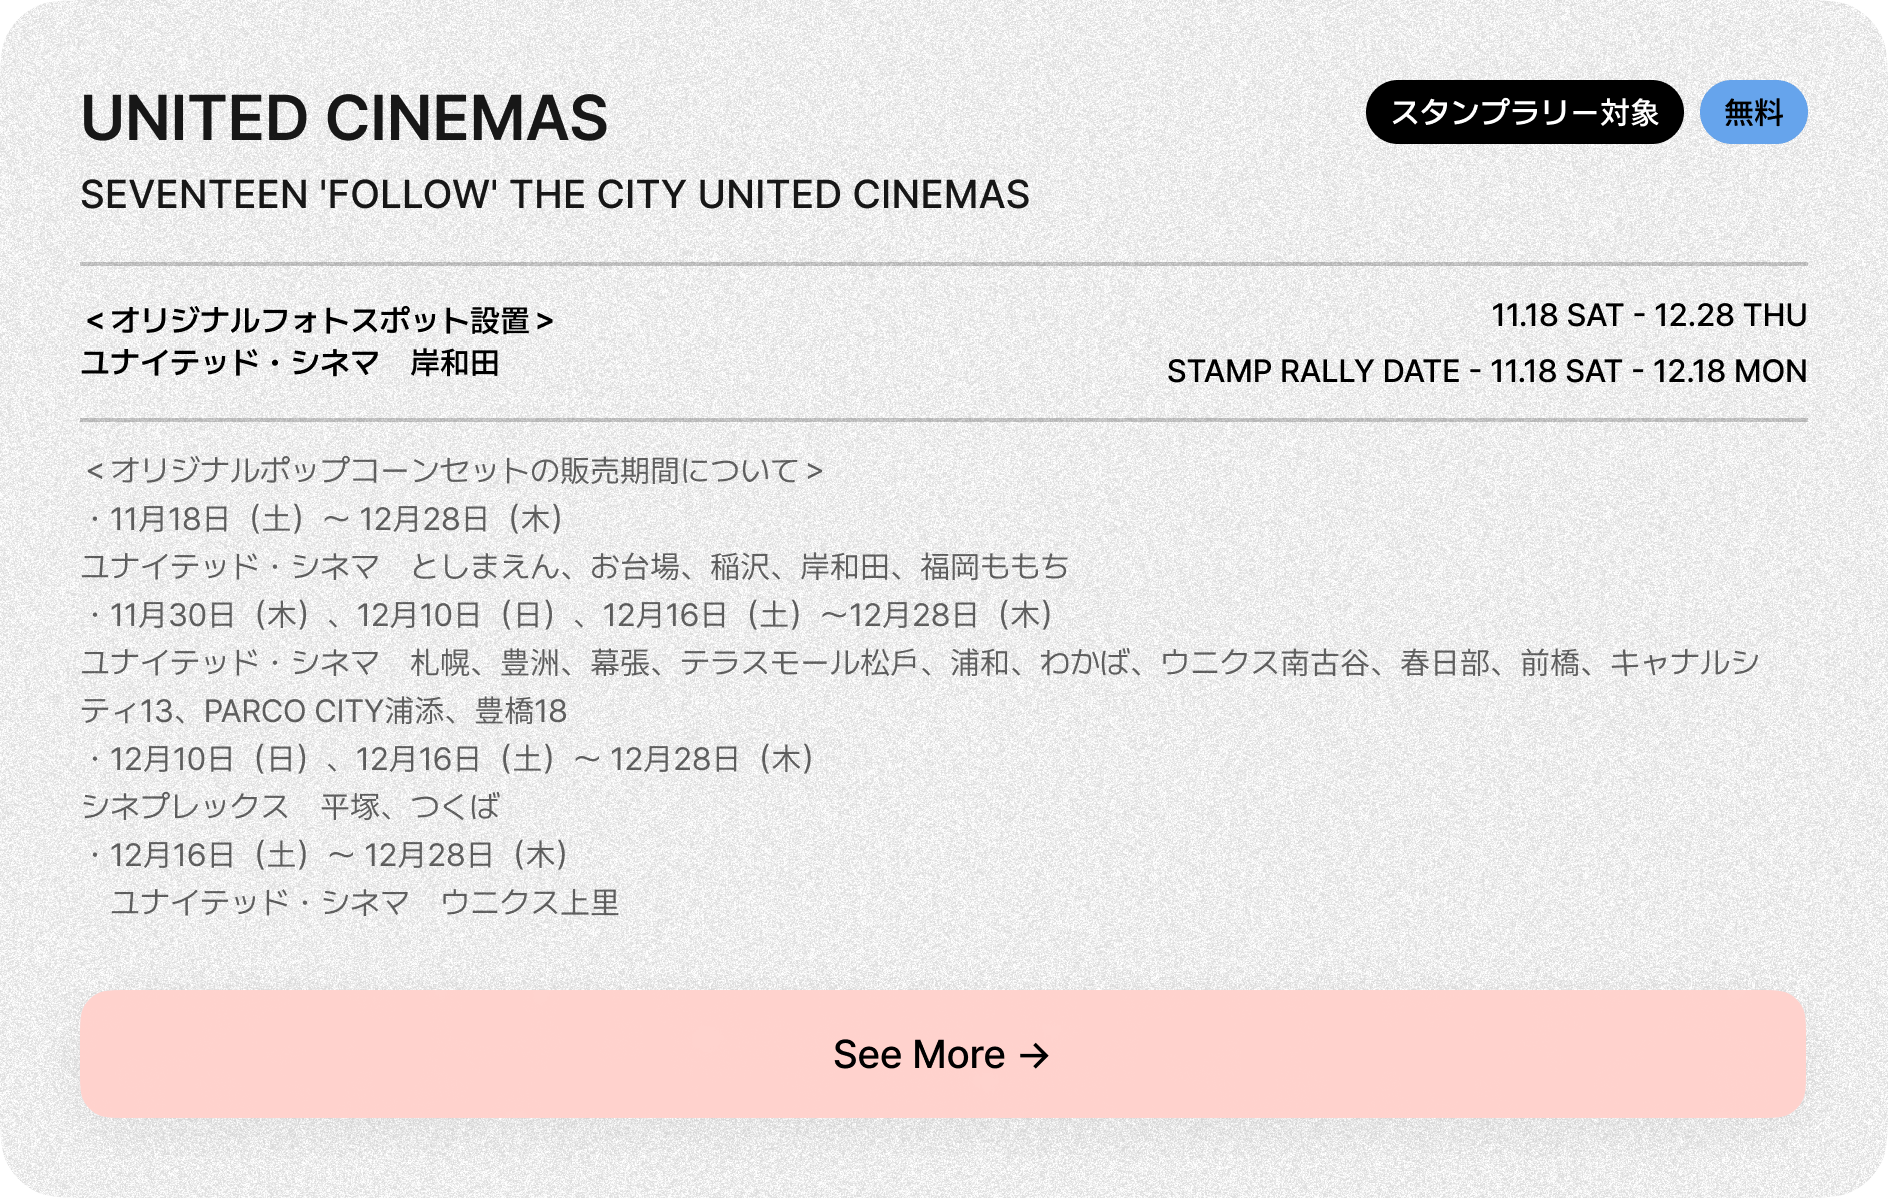 UNITED CINEMAS
スタンプラリー対象
無料
SEVENTEEN 'FOLLOW' THE CITY UNITED CINEMAS
＜オリジナルフォトスポット設置＞
ユナイテッド・シネマ　岸和田
11.18 SAT - 12.28 THU
STAMP RALLY DATE - 11.18 SAT - 12.18 MON
＜オリジナルポップコーンセットの販売期間について＞
・11月18日（土）〜 12月28日（木）
ユナイテッド・シネマ　としまえん、お台場、稲沢、岸和田、福岡ももち
・11月30日（木）、12月10日（日）、12月16日（土）〜12月28日（木）
ユナイテッド・シネマ　札幌、豊洲、幕張、テラスモール松戶、浦和、わかば、ウニクス南古谷、春日部、前橋、キャナルシ
ティ13、PARCO CITY浦添、豊橋18
・12月10日（日）、12月16日（土）〜 12月28日（木）
シネプレックス　平塚、つくば
・12月16日（土）〜 12月28日（木）
　ユナイテッド・シネマ　ウニクス上里
See More →